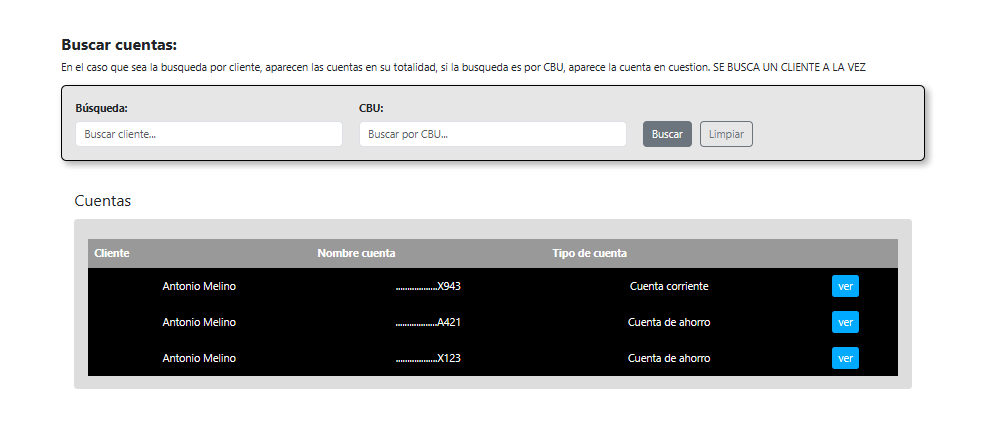 Buscar cuentas:
En el caso que sea la busqueda por cliente, aparecen las cuentas en su totalidad, si la busqueda es por CBU, aparece la cuenta en cuestion. SE BUSCA UN CLIENTE A LA VEZ
Búsqueda: CBU:
Buscar cliente... Buscar por CBU... Buscar Limpiar
Cuentas
Cliente Nombre cuenta Tipo de cuenta
Antonio Melino ..................X943 Cuenta corriente ver
Antonio Melino ..................A421 Cuenta de ahorro ver
Antonio Melino ..................X123 Cuenta de ahorro ver